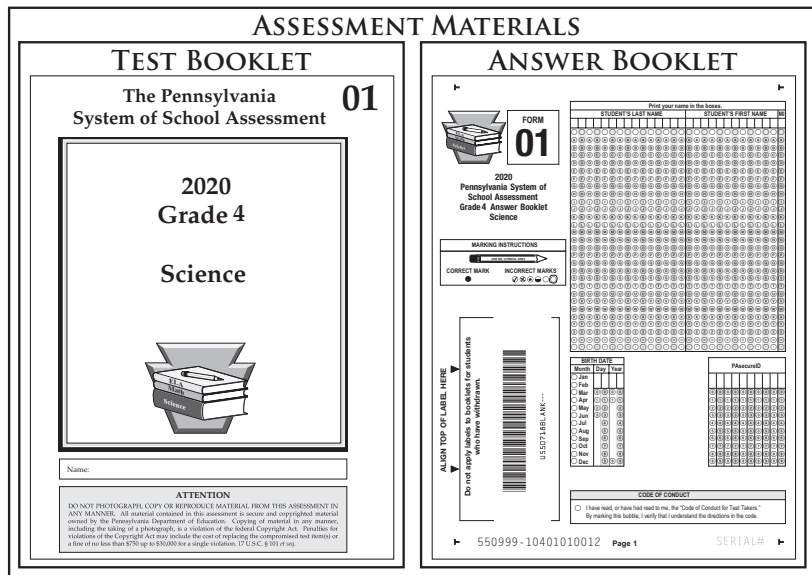 ASSESSMENT MATERIALS
TEST BOOKLET
The Pennsylvania
System of School Assessment
01
2020
Grade 4
Science
ELA
Math
Science
Name:
ATTENTION
DO NOT PHOTOGRAPH, COPY OR REPRODUCE MATERIAL FROM THIS ASSESSMENT IN
ANY MANNER. All material contained in this assessment is secure and copyrighted material
owned by the Pennsylvania Department of Education. Copying of material in any manner,
including the taking of a photograph, is a violation of the federal Copyright Act. Penalties for
violations of the Copyright Act may include the cost of replacing the compromised test item(s) or
a fine of no less than $750 up to $30,000 for a single violation. 17 U.S.C. § 101 et seq.
ANSWER BOOKLET
FORM
01
2020
Pennsylvania System of
School Assessment
Grade 4 Answer Booklet
Science
MARKING INSTRUCTIONS
CORRECT MARK
INCORRECT MARKS
ALIGN TOP OF LABEL HERE
Do not apply labels to booklets for students
who have withdrawn.
Print your name in the boxes.
STUDENT'S LAST NAME
STUDENT'S FIRST NAME
MI
BIRTH DATE
Month Day Year
Jan
Feb
Mar
Apr
May
Jun
Jul
Aug
Sep
Oct
Nov
Dec
PAsecureID
CODE OF CONDUCT
I have read, or have had read to me, the "Code of Conduct for Test Takers."
By marking this bubble, I verify that I understand the directions in the code.
550999-10401010012
Page 1
SERIAL#